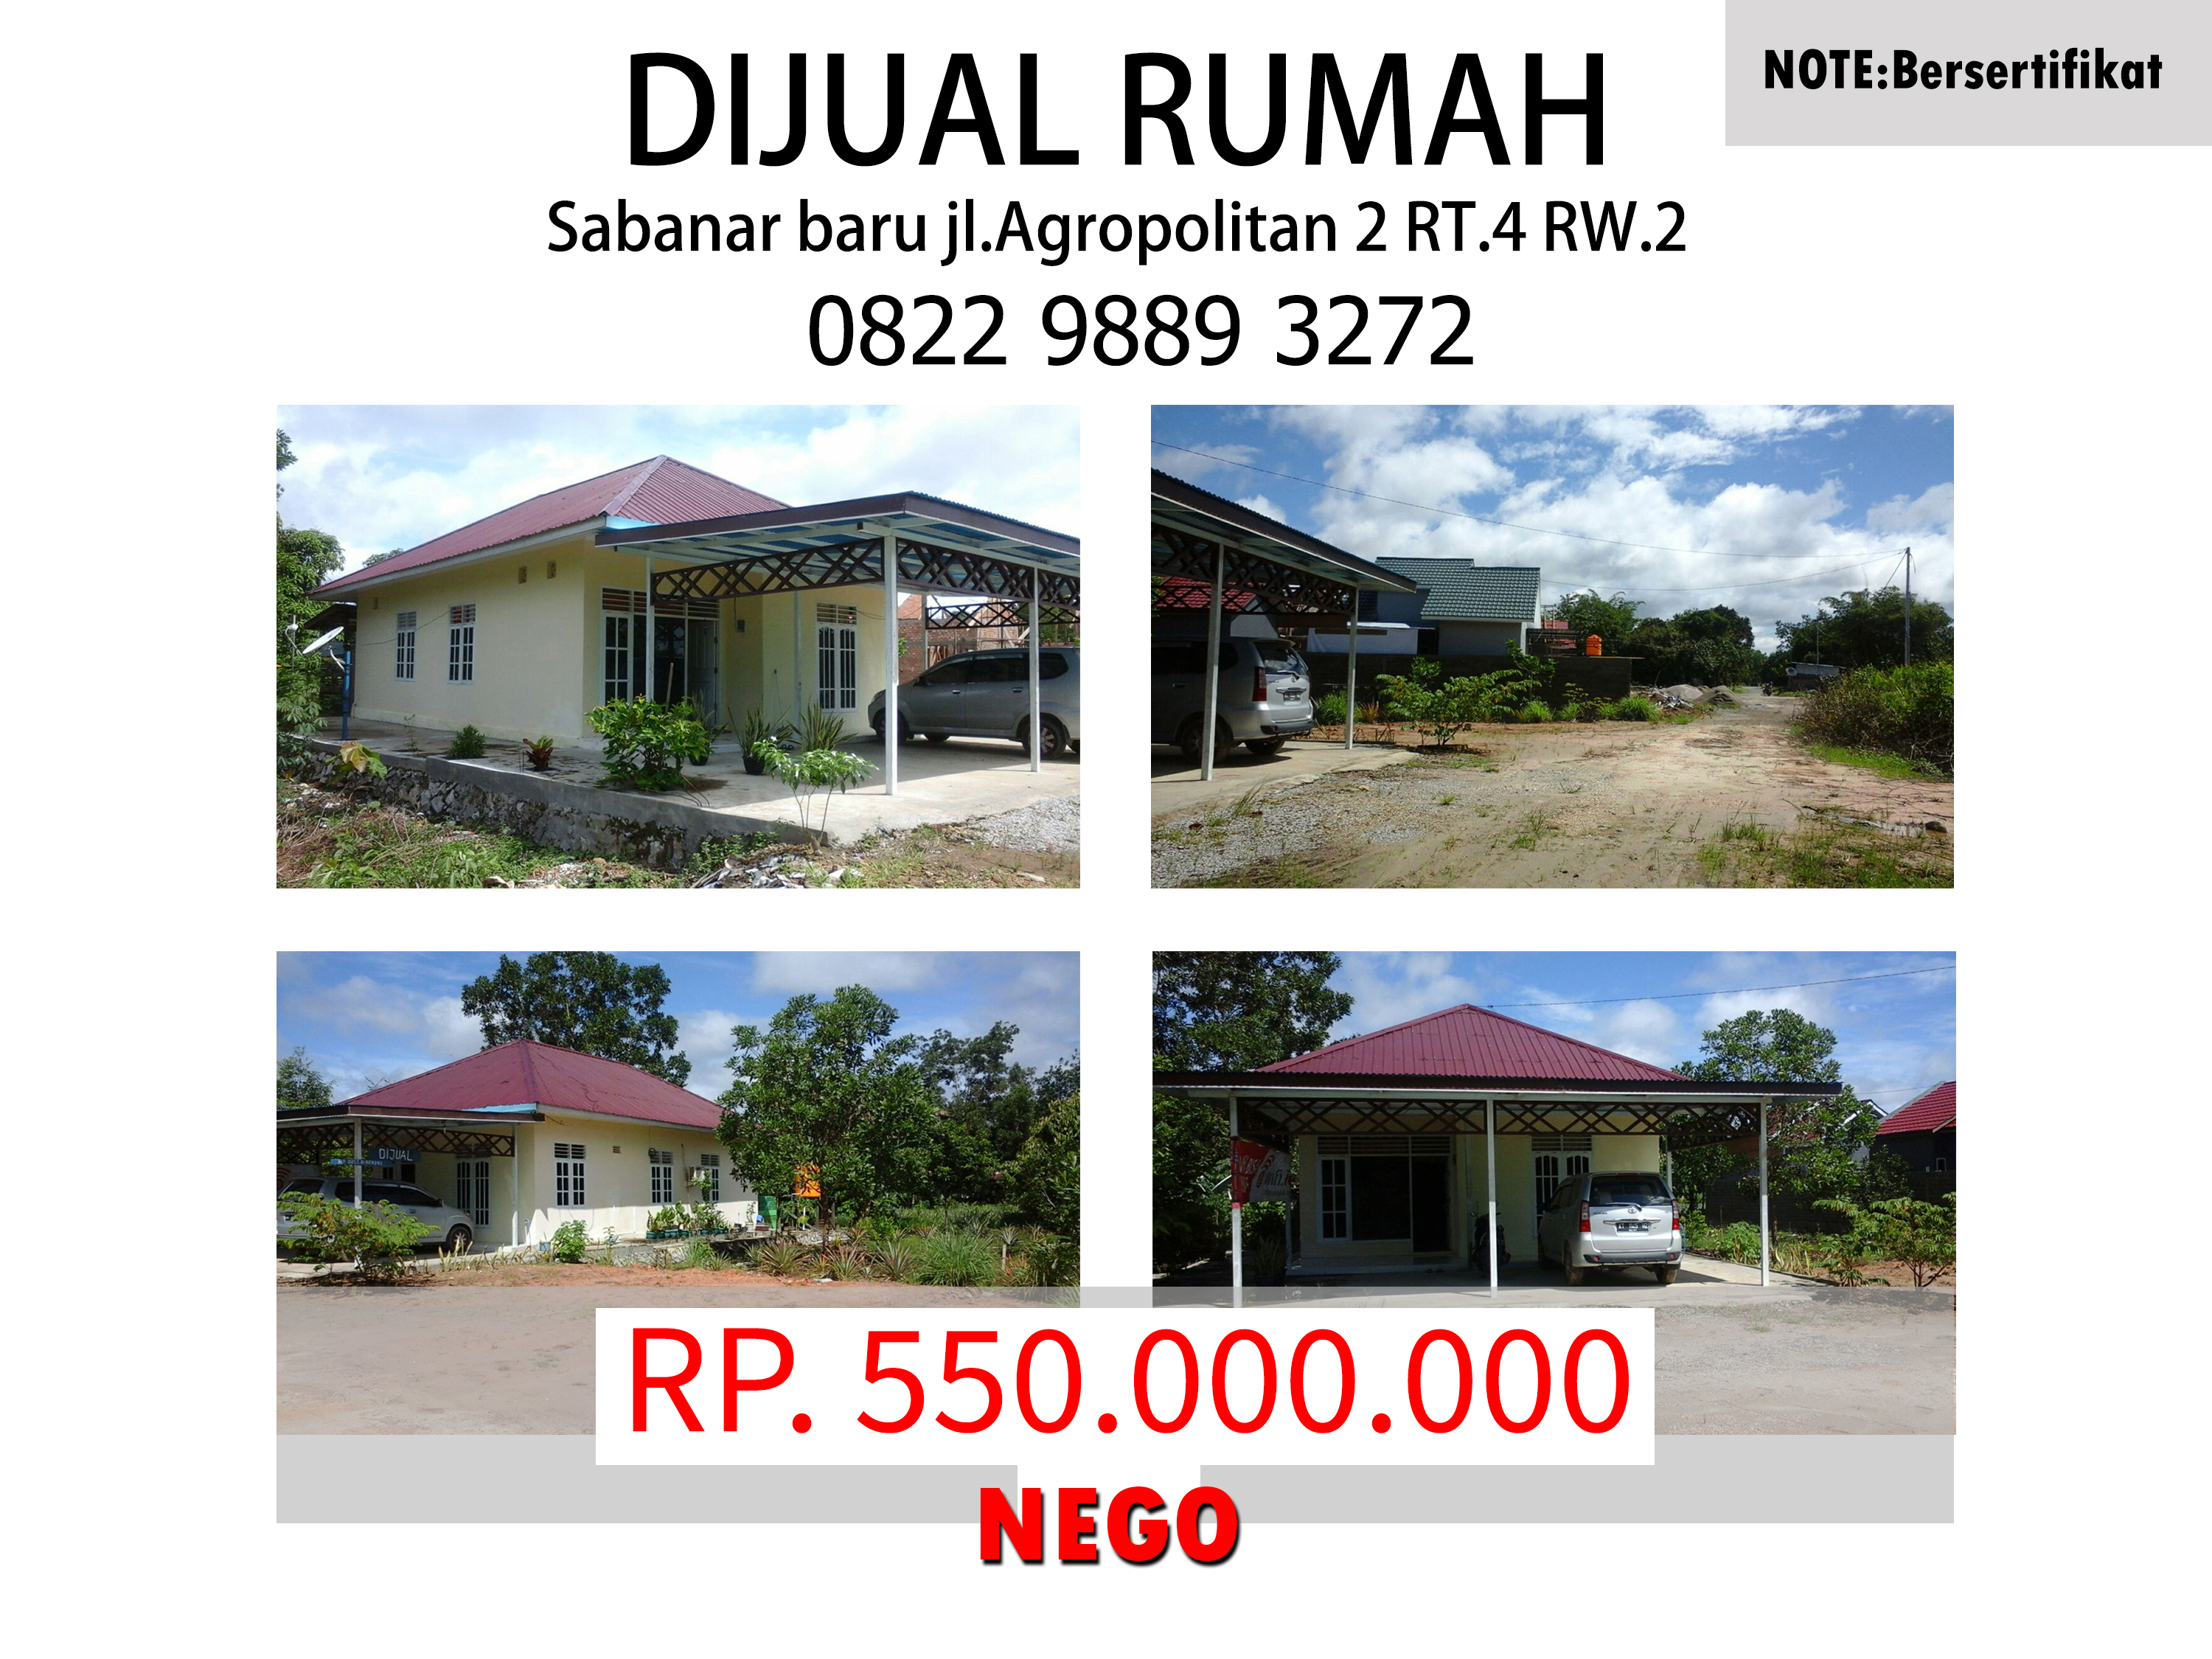 DIJUAL RUMAH
NOTE:Bersertifikat
Sabanar baru jl.Agropolitan 2 RT.4 RW.2
0822 9889 3272
DIJUAL
RP. 550.000.000
NEGO